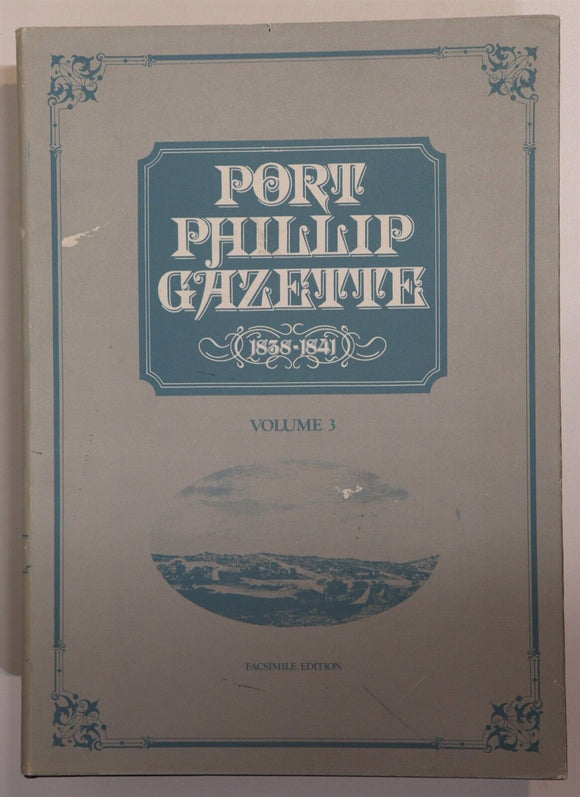 PORT
PHILLIP
GAZETTE
1838-1841
VOLUME 3
FACSIMILE EDITION